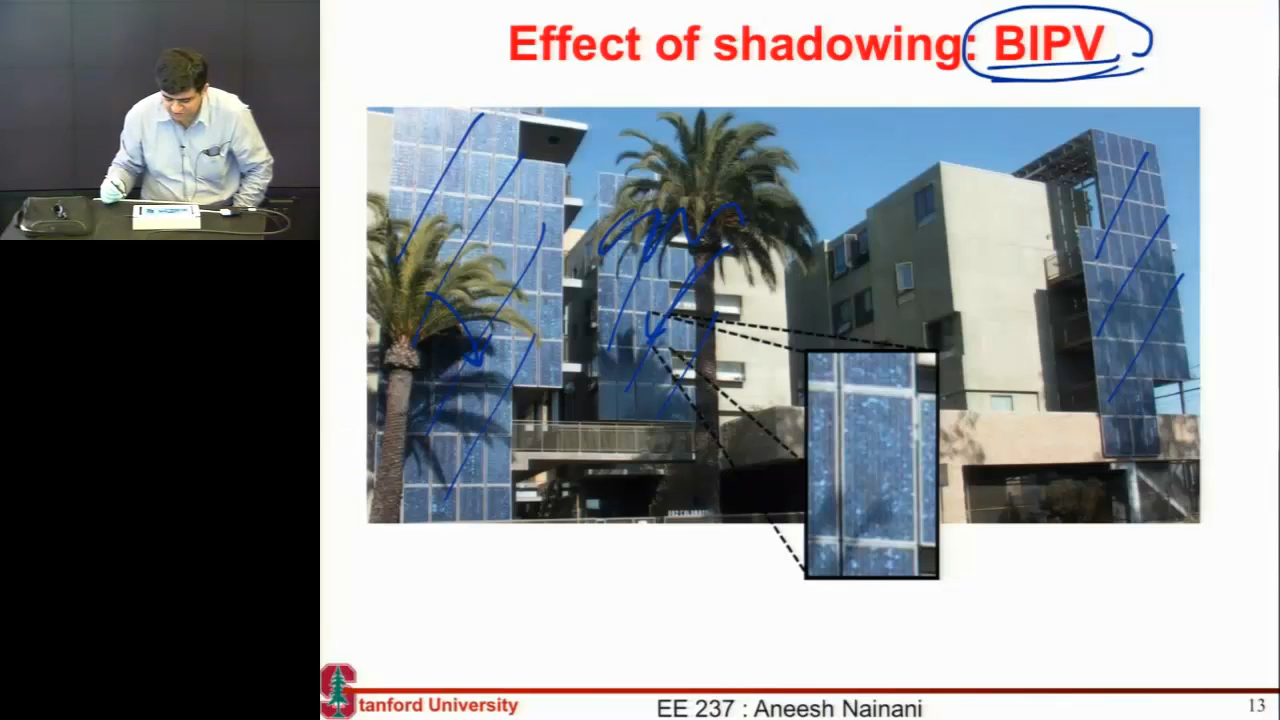 Effect of shadowing: BIPV
Stanford University
EE 237 : Aneesh Nainani
13